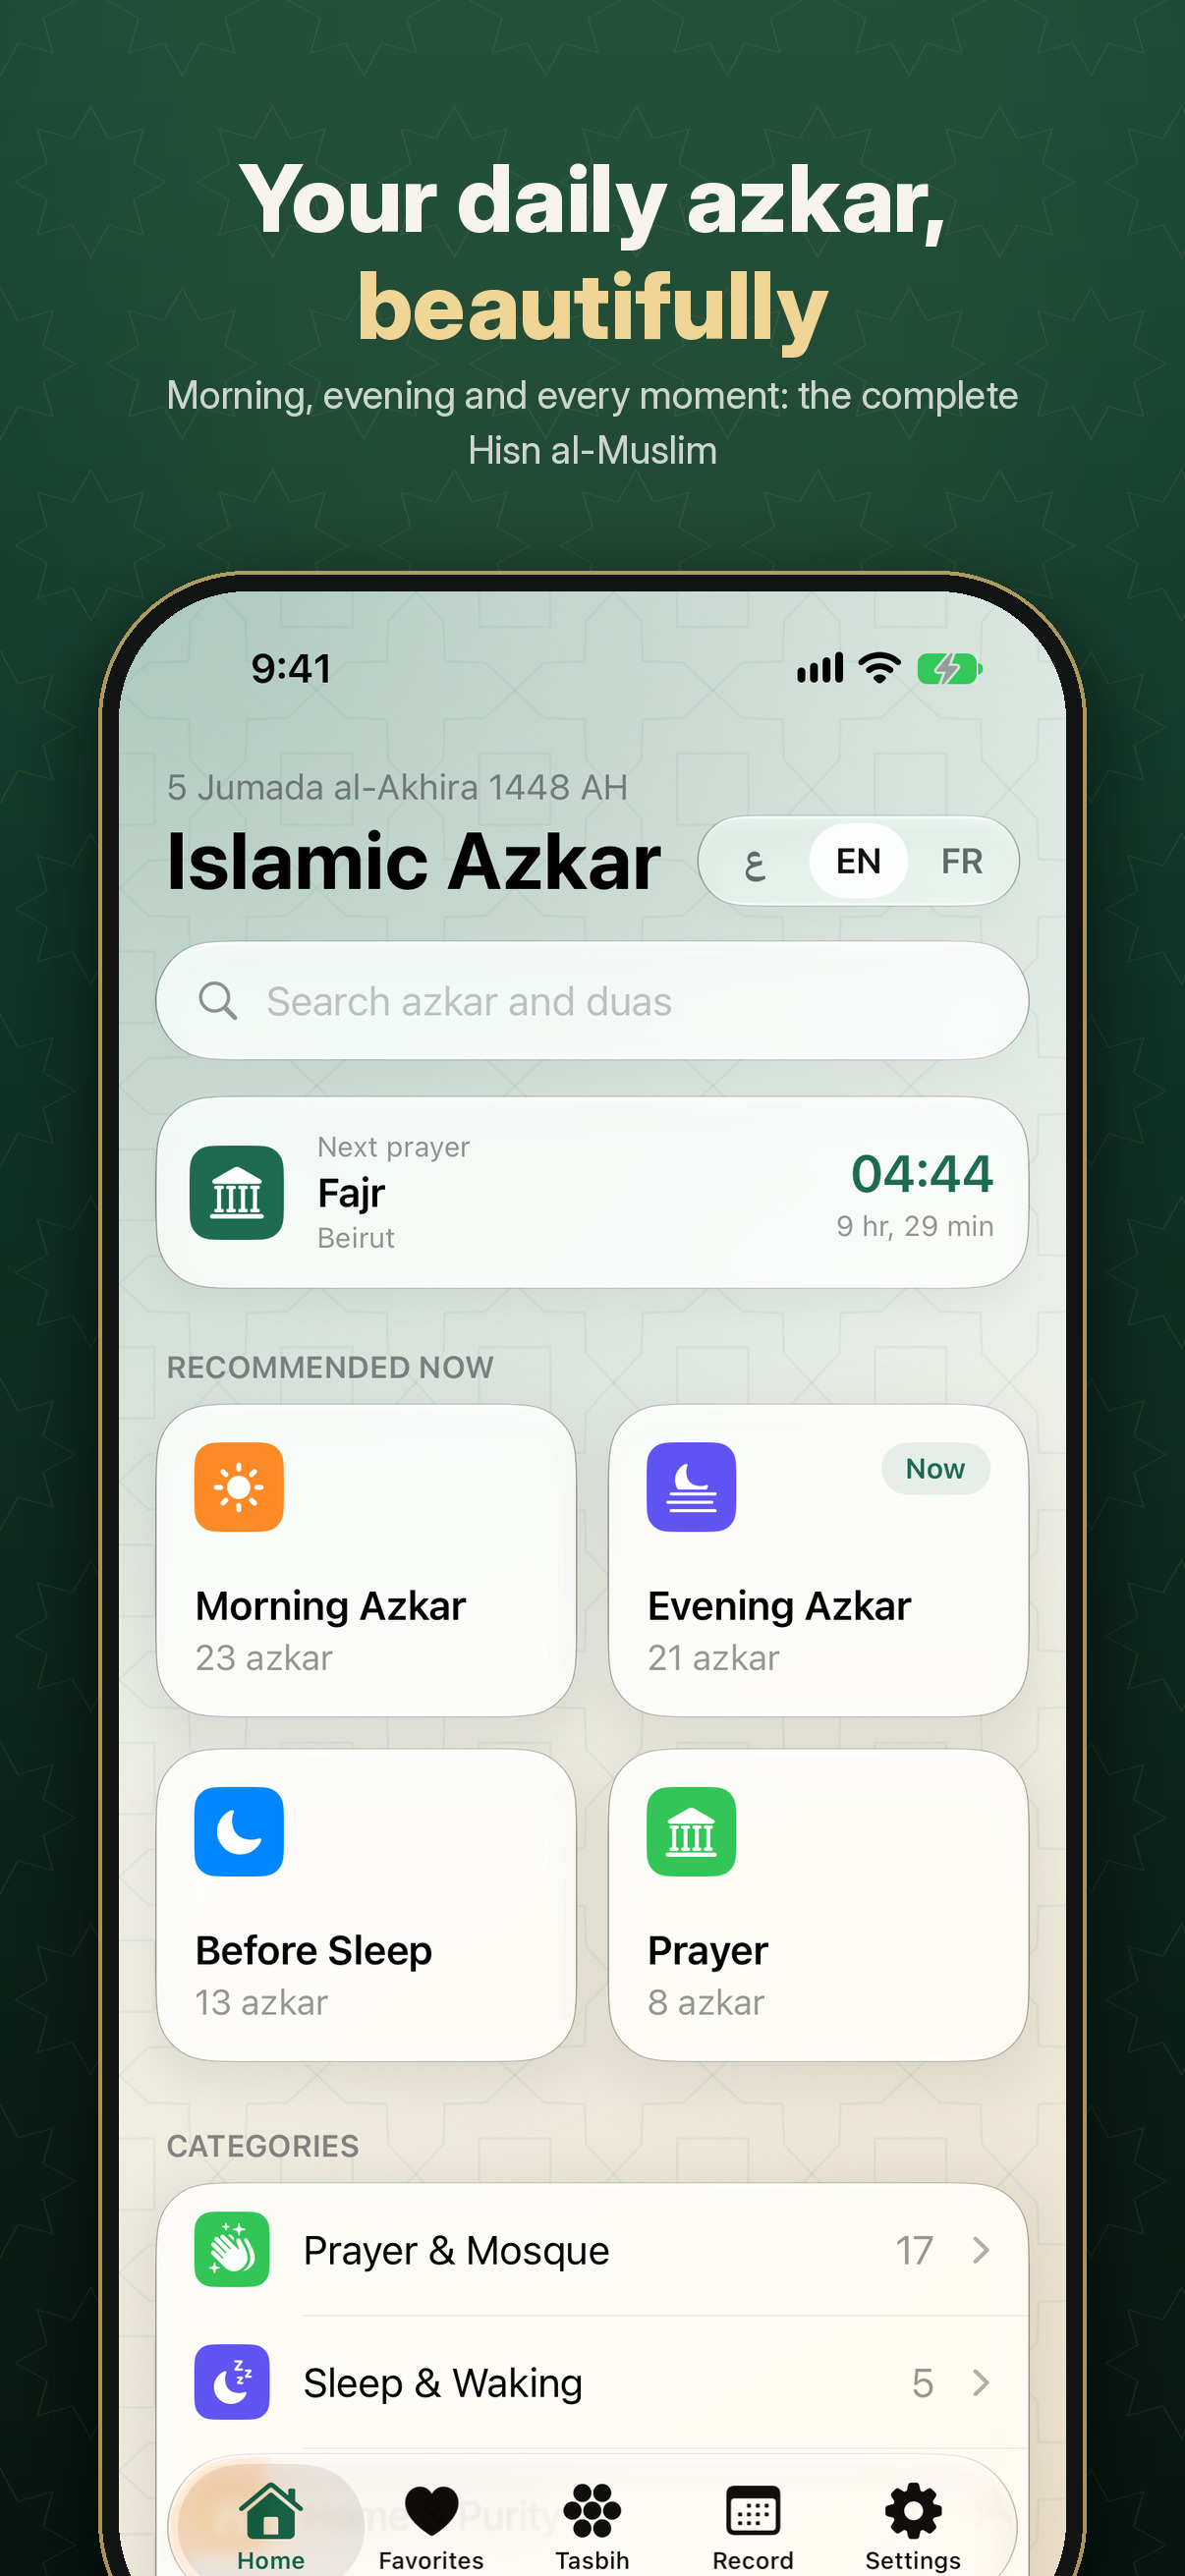 Your daily azkar,
beautifully
Morning, evening and every moment: the complete
Hisn al-Muslim
9:41
5 Jumada al-Akhira 1448 AH
Islamic Azkar
ع EN FR
Search azkar and duas
Next prayer
Fajr
Beirut
04:44
9 hr, 29 min
RECOMMENDED NOW
Morning Azkar
23 azkar
Now
Evening Azkar
21 azkar
Before Sleep
13 azkar
Prayer
8 azkar
CATEGORIES
Prayer & Mosque 17
Sleep & Waking 5
Purity
Home Favorites Tasbih Record Settings